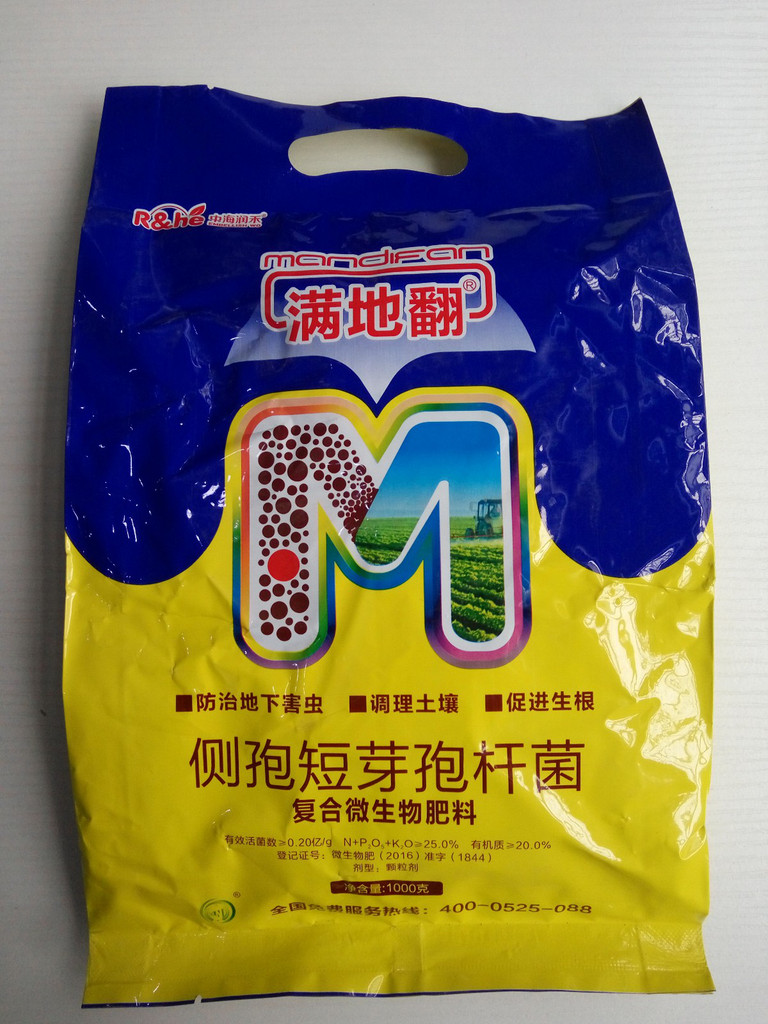 R&he 中海润禾®
mandifan
满地翻®
■防治地下害虫 ■调理土壤 ■促进生根
侧孢短芽孢杆菌
复合微生物肥料
有效活菌数≥0.20亿/g N+P₂O₅+K₂O≥25.0% 有机质≥20.0%
登记证号：微生物肥（2016）准字（1844）
剂型：颗粒剂
净含量:1000克
®
全国免费服务热线：400-0525-088